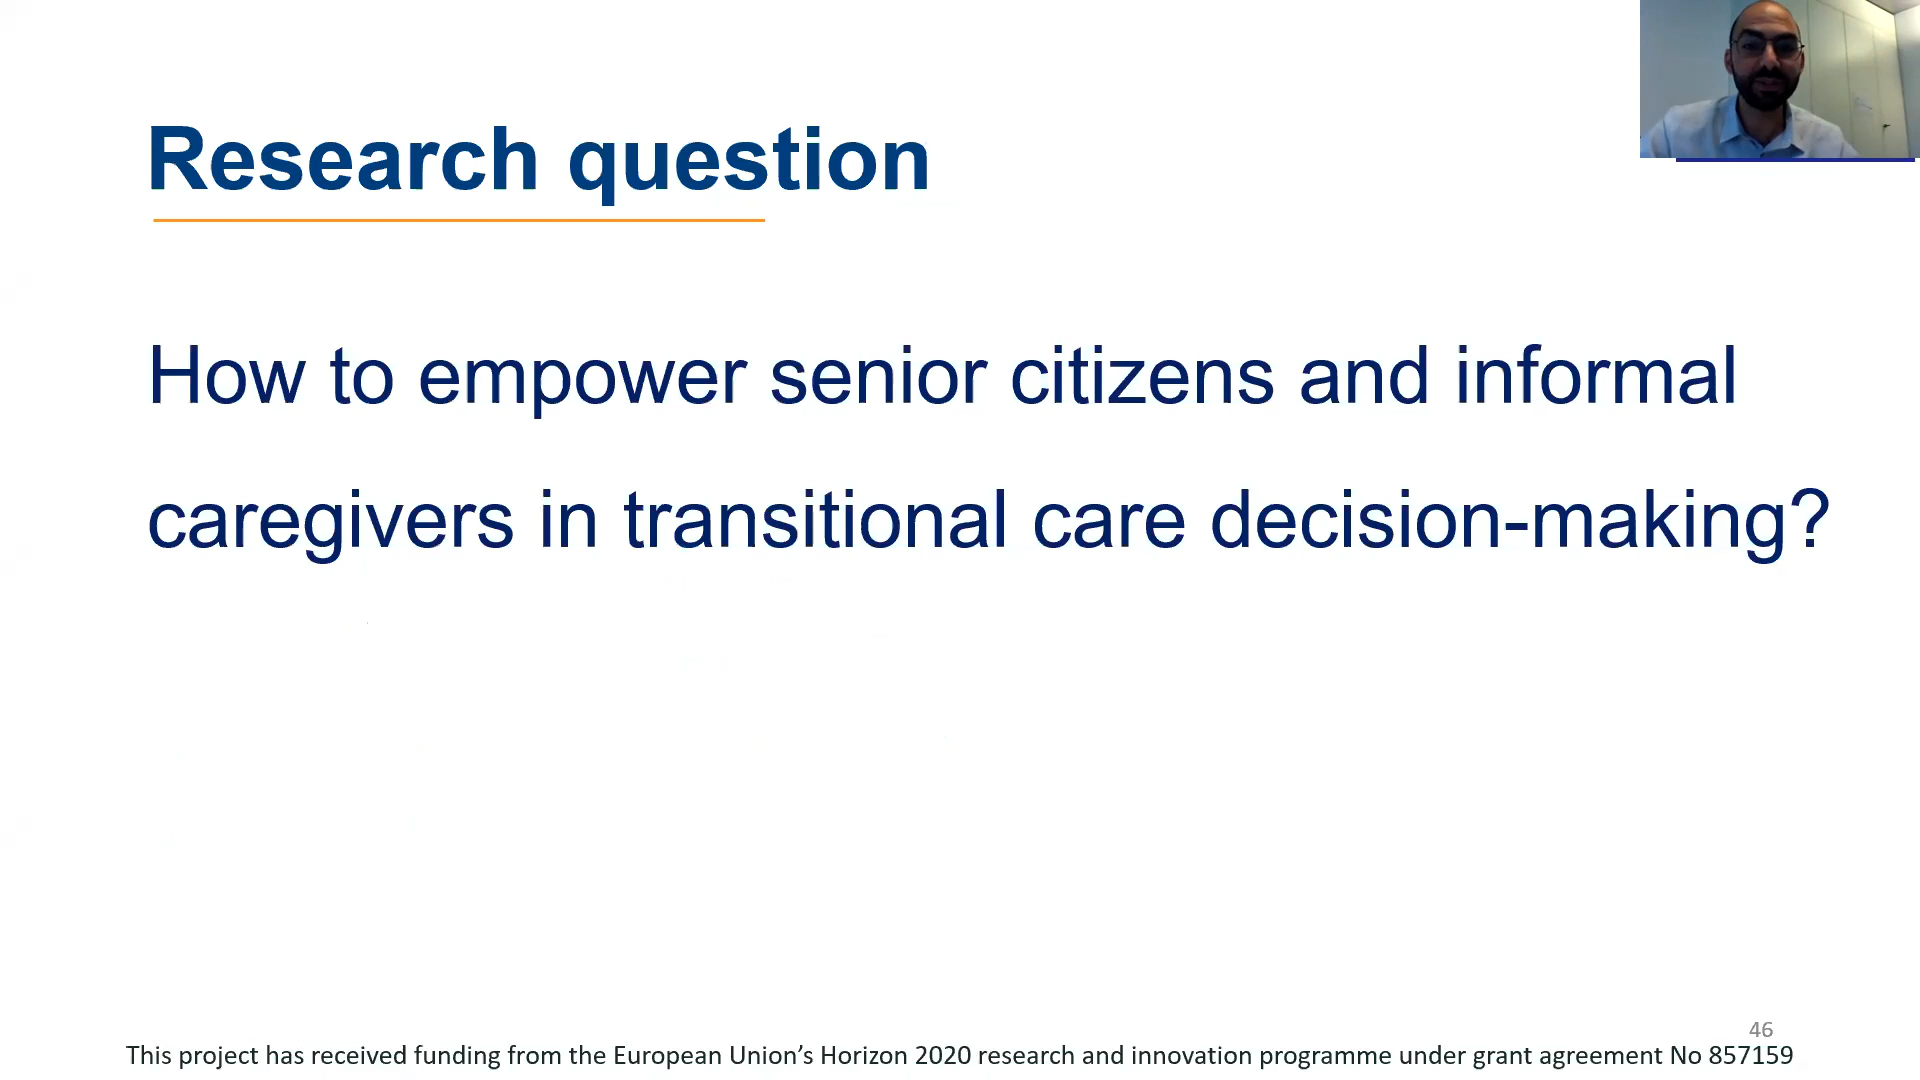 Research question
How to empower senior citizens and informal
caregivers in transitional care decision-making?
46
This project has received funding from the European Union’s Horizon 2020 research and innovation programme under grant agreement No 857159